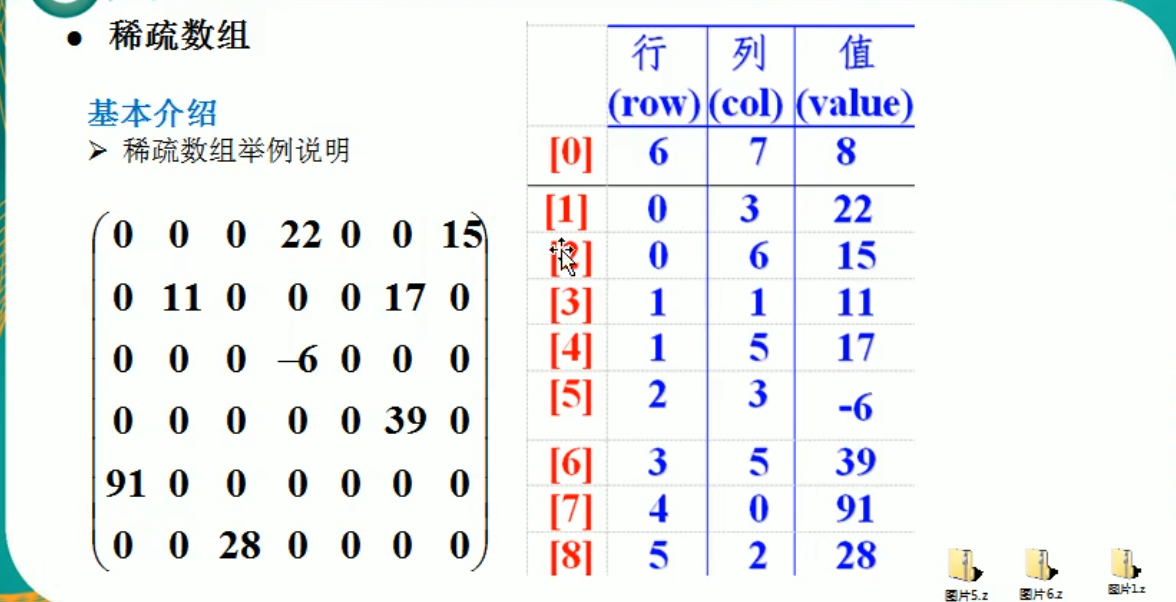 ● 稀疏数组
基本介绍
➢ 稀疏数组举例说明
0 0 0 22 0 0 15
0 11 0 0 0 17 0
0 0 0 –6 0 0 0
0 0 0 0 0 39 0
91 0 0 0 0 0 0
0 0 28 0 0 0 0
行 列 值
(row) (col) (value)
[0] 6 7 8
[1] 0 3 22
0 6 15
[3] 1 1 11
[4] 1 5 17
[5] 2 3 -6
[6] 3 5 39
[7] 4 0 91
[8] 5 2 28
图片5.z 图片6.z 图片1.z